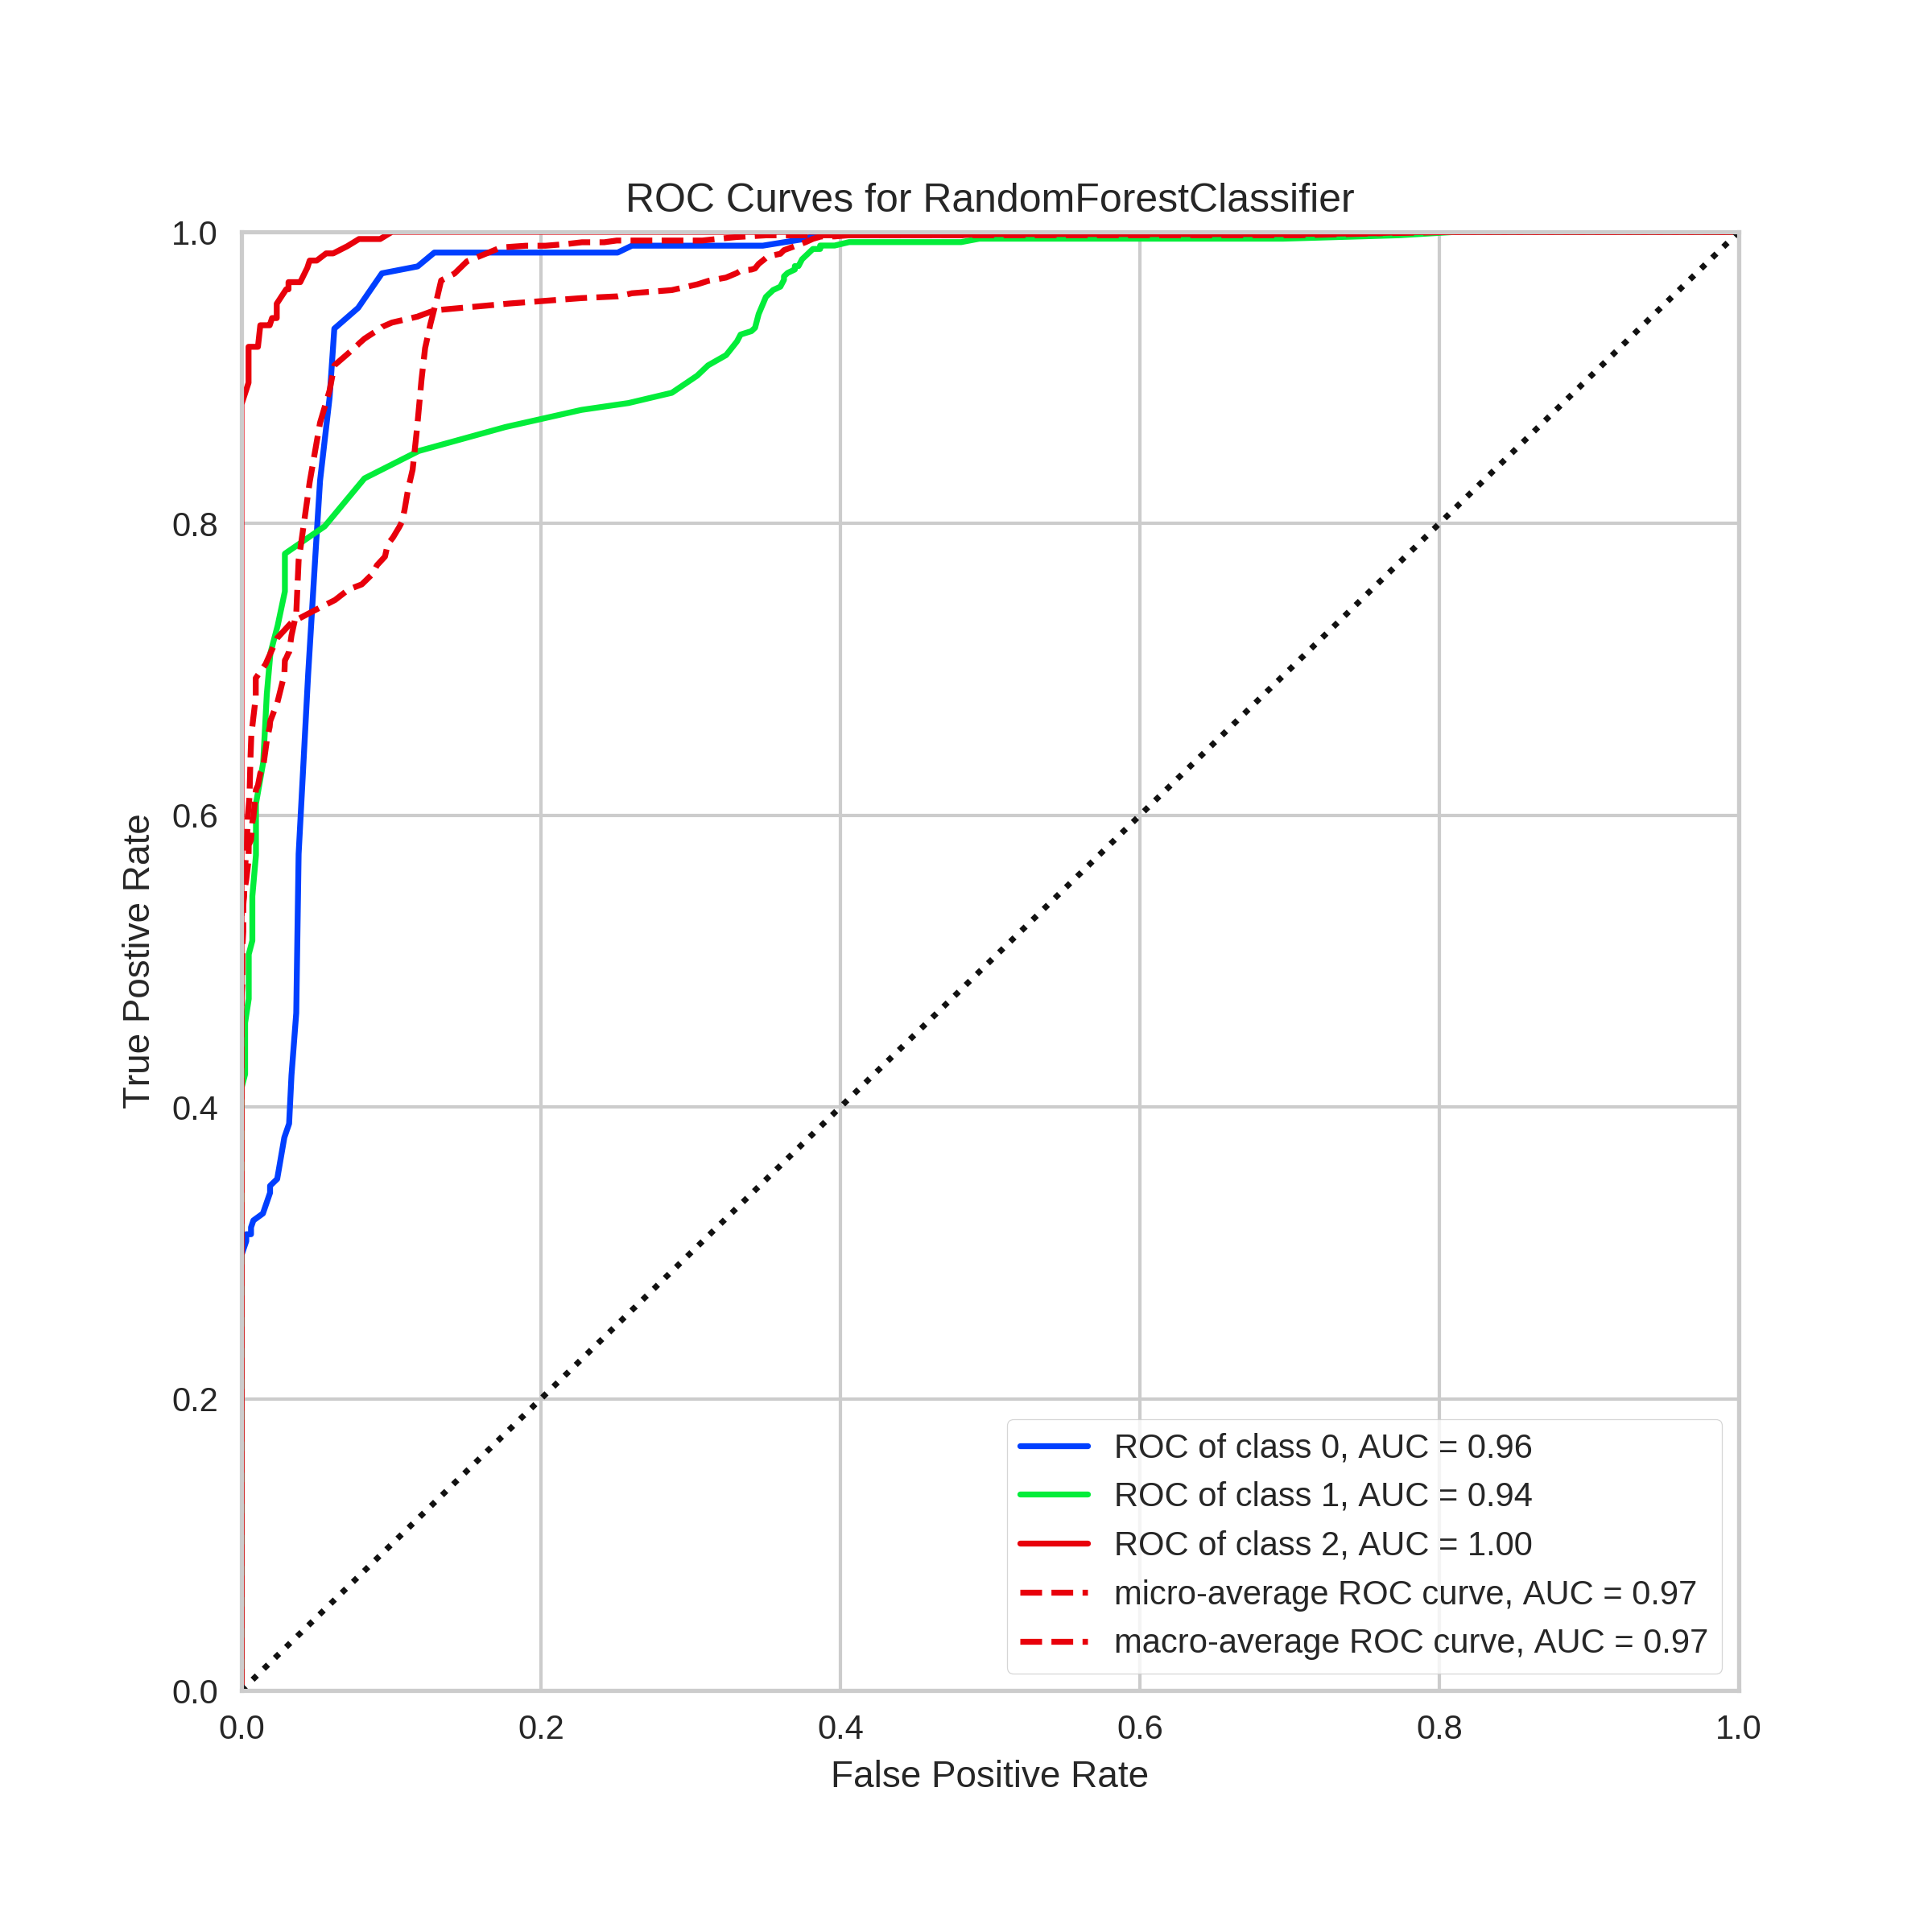 ROC Curves for RandomForestClassifier
1.0
0.8
0.6
0.4
0.2
0.0
True Postive Rate
0.0 0.2 0.4 0.6 0.8 1.0
False Positive Rate
ROC of class 0, AUC = 0.96
ROC of class 1, AUC = 0.94
ROC of class 2, AUC = 1.00
micro-average ROC curve, AUC = 0.97
macro-average ROC curve, AUC = 0.97